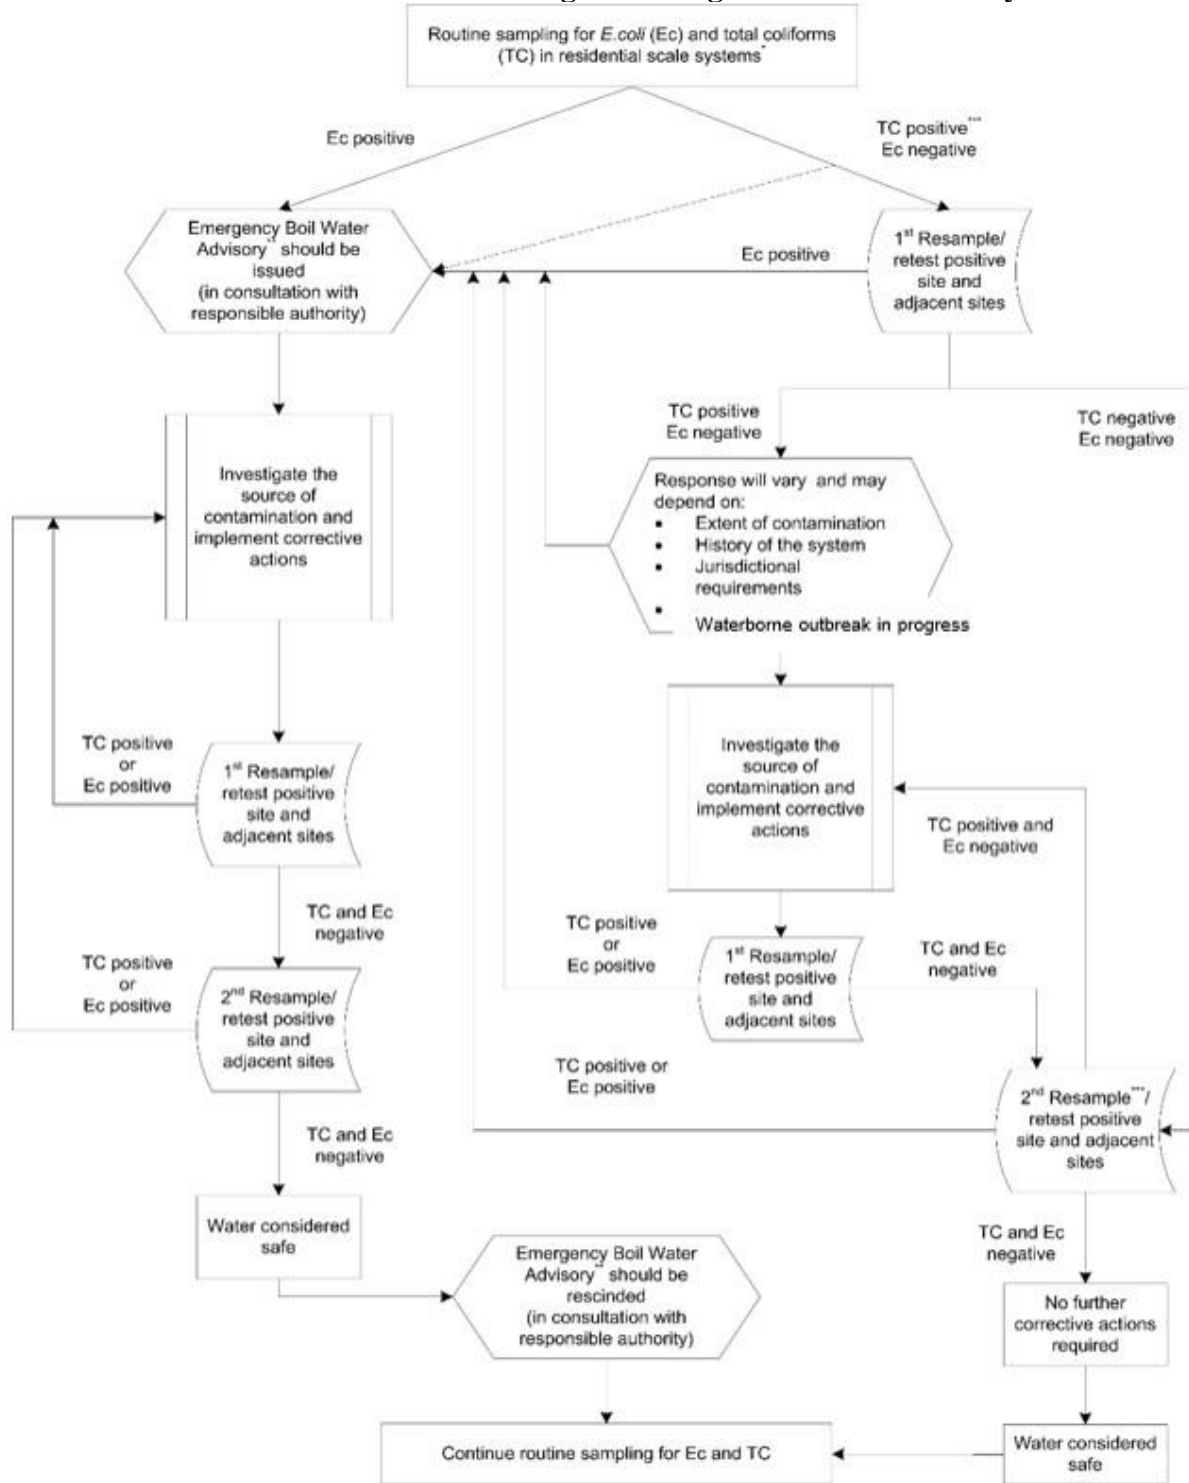 Routine sampling for E.coli (Ec) and total coliforms
(TC) in residential scale systems*
Ec positive
TC positive***
Ec negative
Emergency Boil Water
Advisory** should be
issued
(in consultation with
responsible authority)
Ec positive
1st Resample/
retest positive
site and
adjacent sites
TC positive
Ec negative
TC negative
Ec negative
Investigate the
source of
contamination and
implement corrective
actions
Response will vary and may
depend on:
• Extent of contamination
• History of the system
• Jurisdictional
requirements
•
Waterborne outbreak in progress
TC positive
or
Ec positive
1st Resample/
retest positive
site and
adjacent sites
Investigate the
source of
contamination and
implement corrective
actions
TC positive and
Ec negative
TC and Ec
negative
TC positive
or
Ec positive
1st Resample/
retest positive
site and
adjacent sites
TC and Ec
negative
TC positive
or
Ec positive
2nd Resample/
retest positive
site and
adjacent sites
TC positive or
Ec positive
2nd Resample***/
retest positive
site and adjacent
sites
TC and Ec
negative
Water considered
safe
TC and Ec
negative
Emergency Boil Water
Advisory** should be
rescinded
(in consultation with
responsible authority)
No further
corrective actions
required
Continue routine sampling for Ec and TC
Water considered
safe